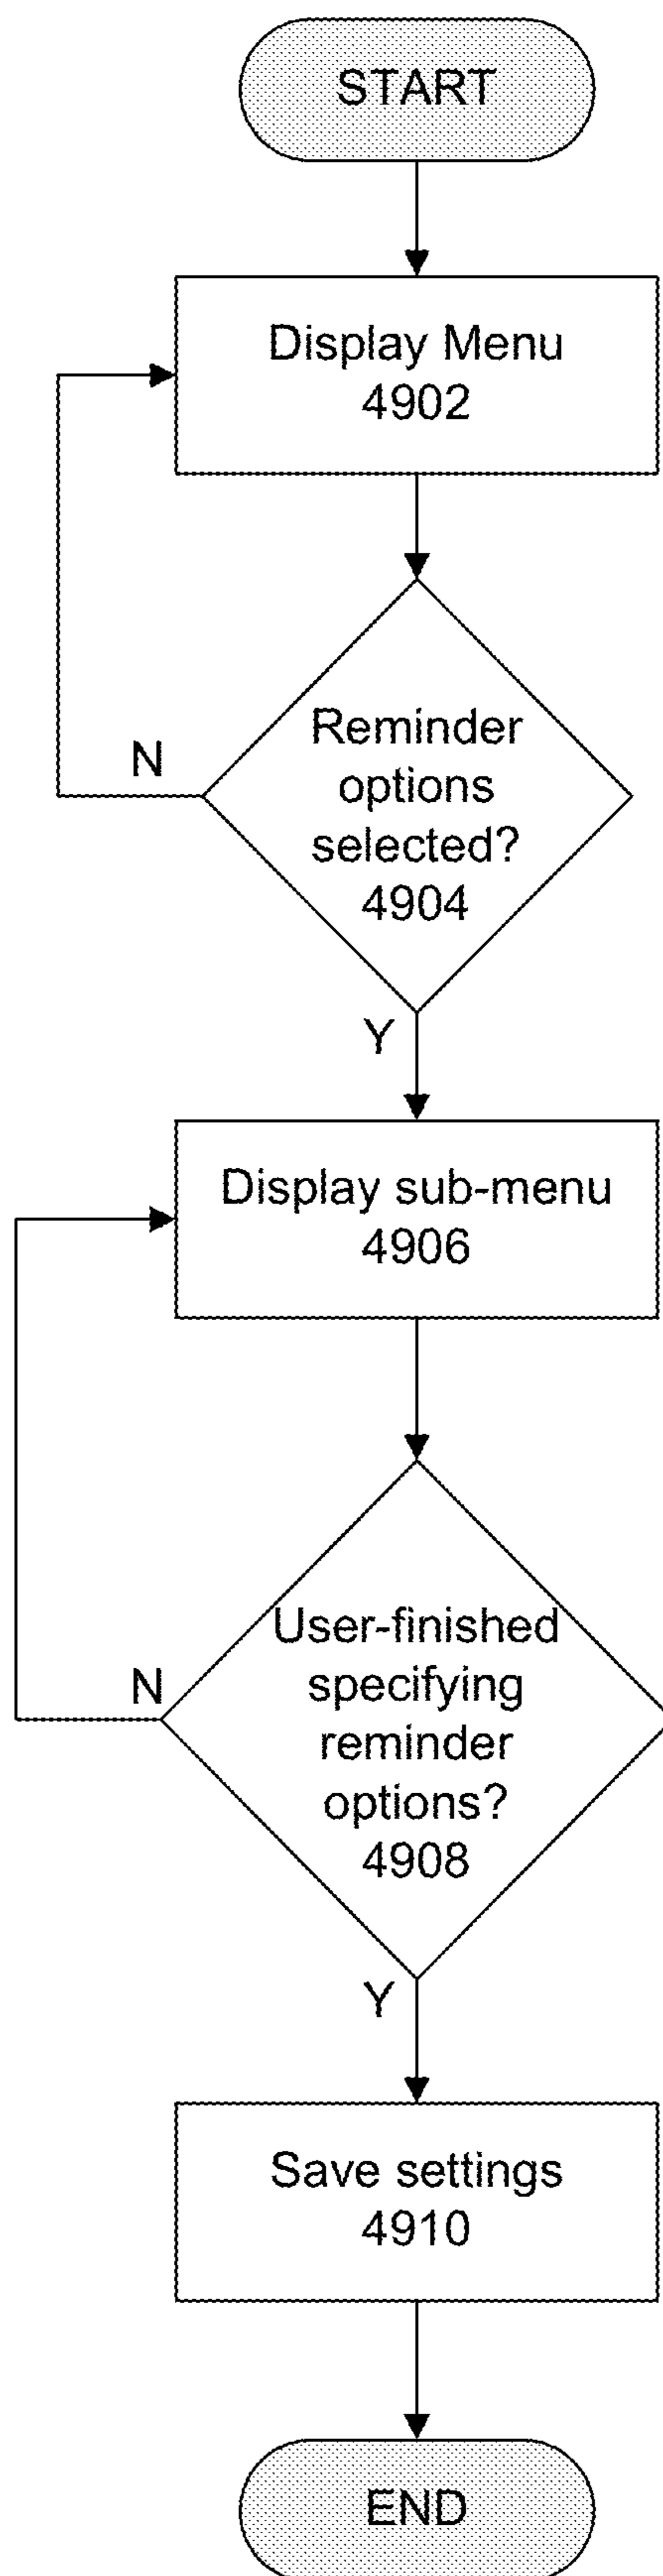 START
Display Menu
4902
Reminder
options
selected?
4904
N
Y
Display sub-menu
4906
User-finished
specifying
reminder
options?
4908
N
Y
Save settings
4910
END